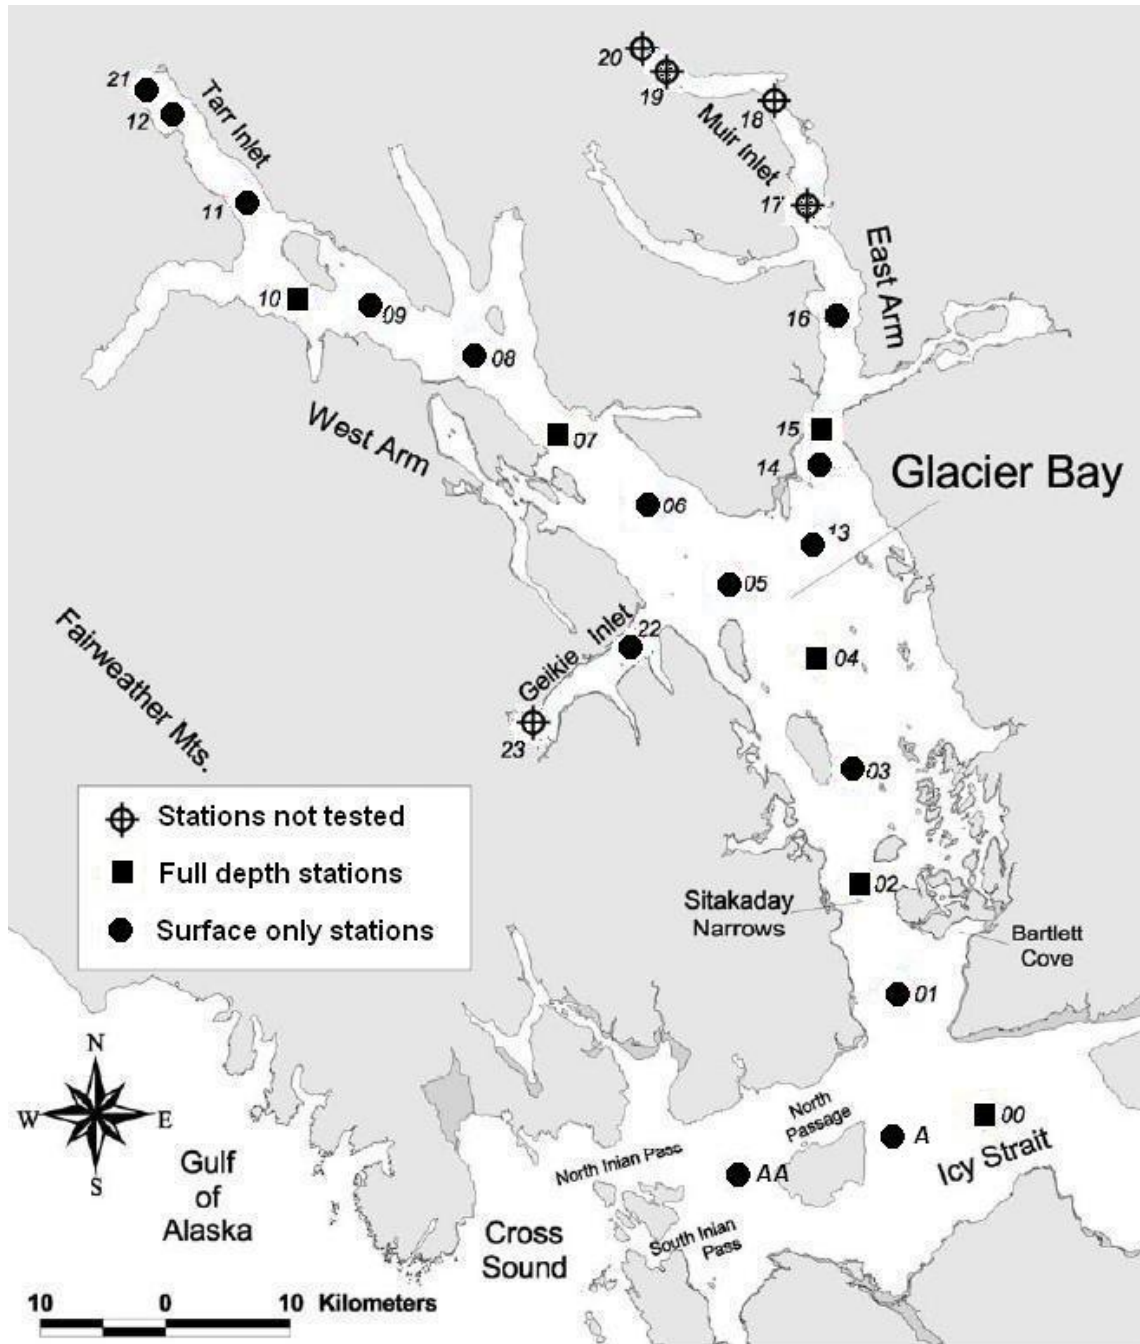 20
21
19
12
Tarr Inlet
18
Muir Inlet
11
17
East Arm
10
09
16
08
West Arm
07
15
14
Glacier Bay
06
13
05
22
Geikie Inlet
04
Fairweather Mts.
23
03
Stations not tested
Full depth stations
Surface only stations
02
Sitakaday
Narrows
Bartlett
Cove
01
N
W
E
S
North
Passage
00
A
Icy Strait
North Inian Pass
AA
Gulf
of
Alaska
Cross
Sound
South Inian
Pass
10 0 10 Kilometers